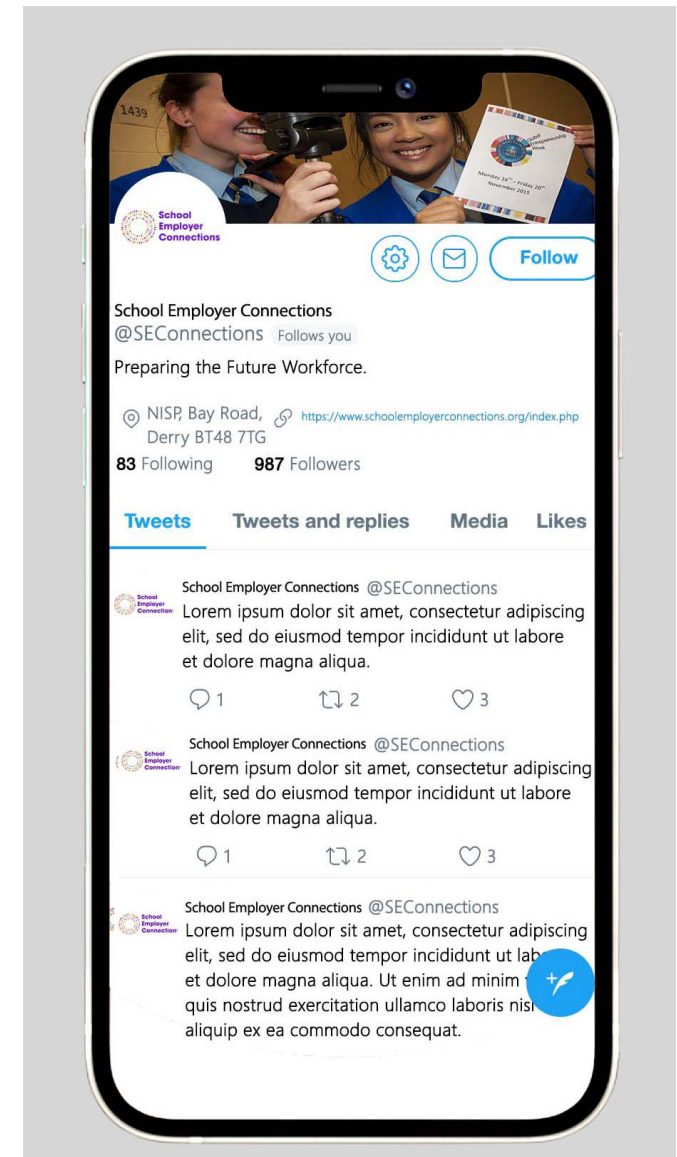 1439
Global
Entrepreneurship
Week
Monday 16th – Friday 20th
November 2015
School
Employer
Connections
Follow
School Employer Connections
@SEConnections Follows you
Preparing the Future Workforce.
NISP, Bay Road, https://www.schoolemployerconnections.org/index.php
Derry BT48 7TG
83 Following 987 Followers
Tweets Tweets and replies Media Likes
School Employer Connections @SEConnections
School
Employer
Connection
Lorem ipsum dolor sit amet, consectetur adipiscing
elit, sed do eiusmod tempor incididunt ut labore
et dolore magna aliqua.
1 2 3
School Employer Connections @SEConnections
School
Employer
Connection
Lorem ipsum dolor sit amet, consectetur adipiscing
elit, sed do eiusmod tempor incididunt ut labore
et dolore magna aliqua.
1 2 3
School Employer Connections @SEConnections
School
Employer
Connection
Lorem ipsum dolor sit amet, consectetur adipiscing
elit, sed do eiusmod tempor incididunt ut lab
et dolore magna aliqua. Ut enim ad minim
quis nostrud exercitation ullamco laboris nisi
aliquip ex ea commodo consequat.